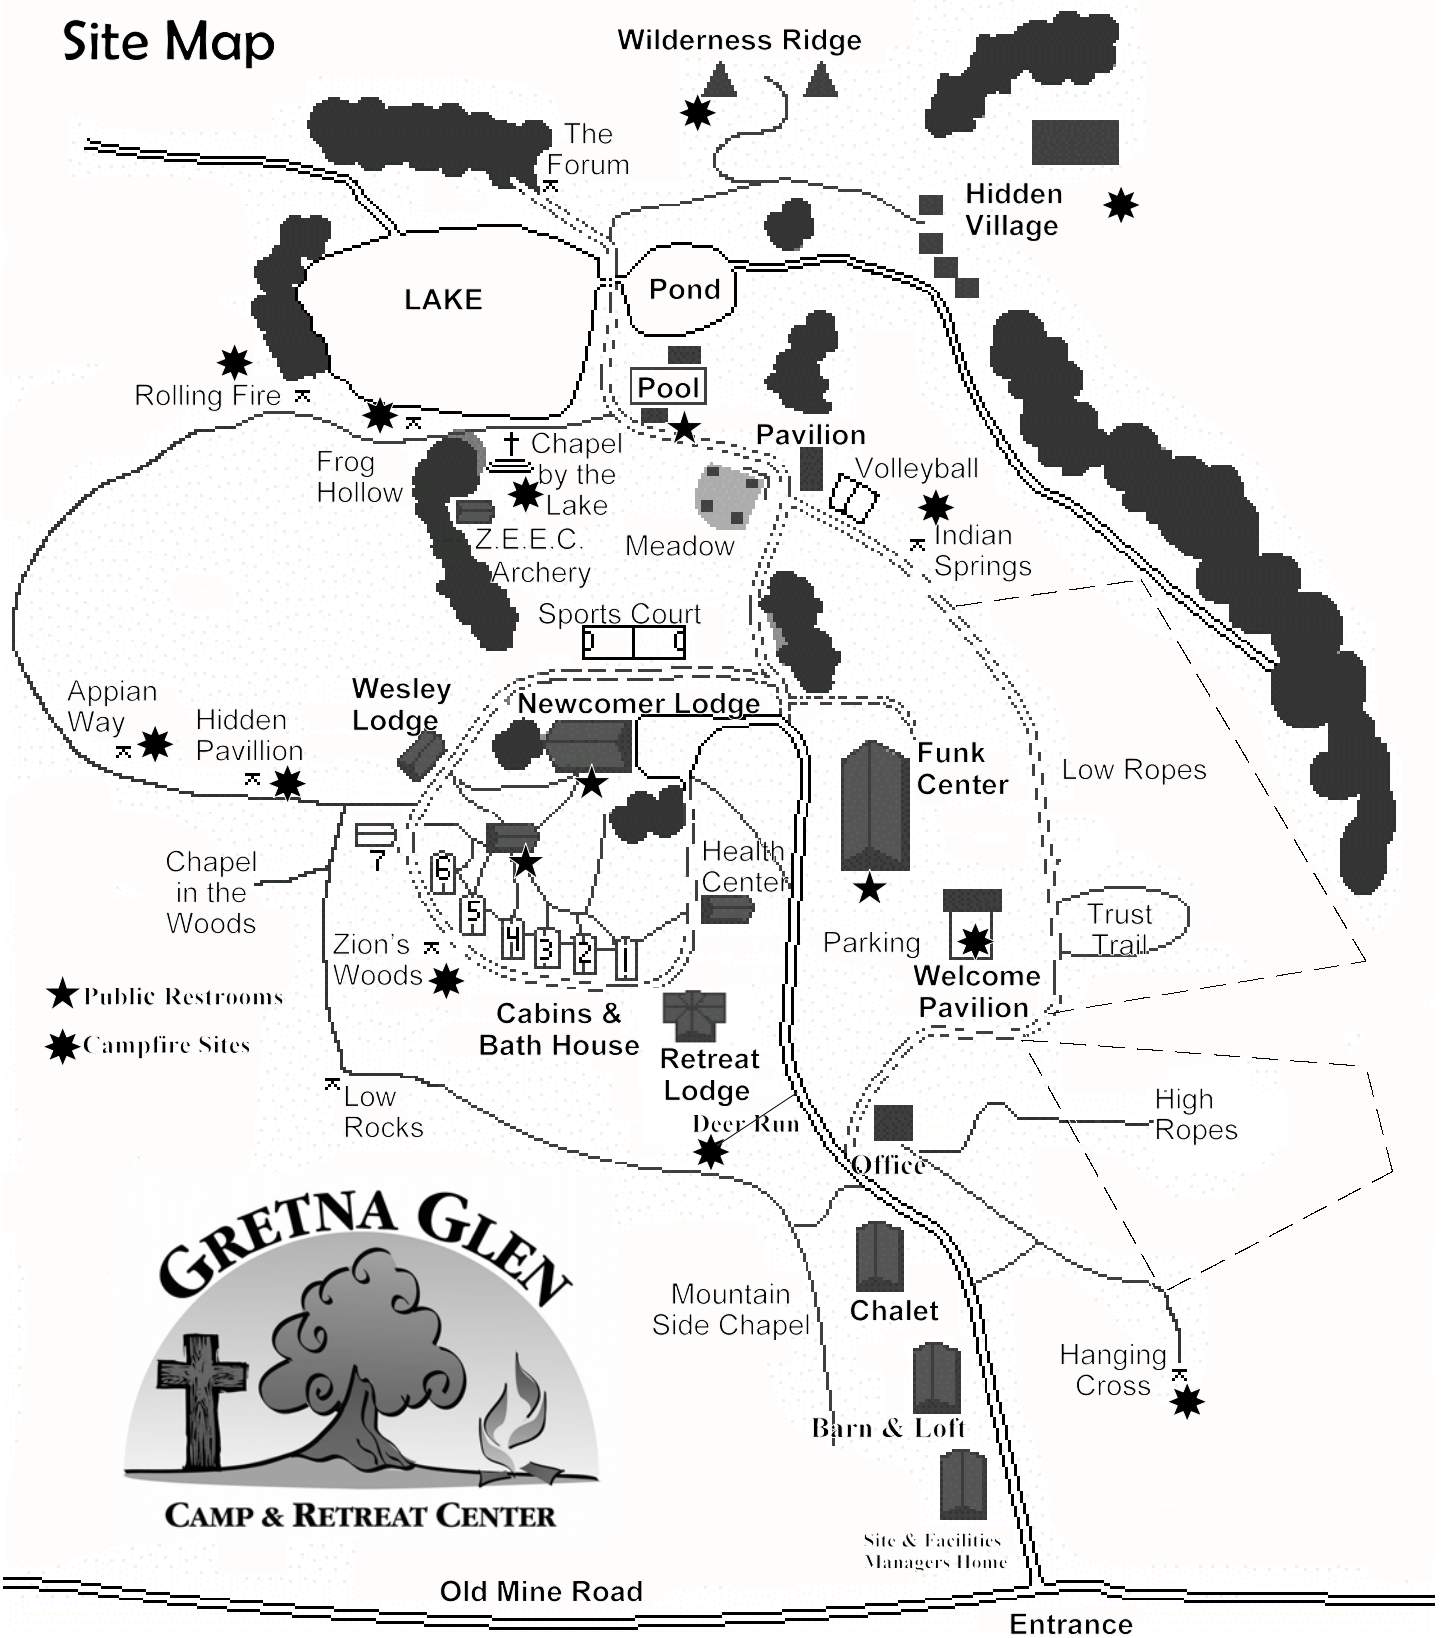 Site Map
Wilderness Ridge
The
Forum
Hidden
Village
LAKE
Pond
Pool
Rolling Fire
Pavilion
Frog
Hollow
Chapel
by the
Lake
Volleyball
Z.E.E.C.
Archery
Meadow
Indian
Springs
Sports Court
Appian
Way
Hidden
Pavillion
Wesley
Lodge
Newcomer Lodge
Funk
Center
Low Ropes
7
6
5
4
3
2
1
Health
Center
Chapel
in the
Woods
Zion's
Woods
Parking
Trust
Trail
Welcome
Pavilion
Public Restrooms
Campfire Sites
Cabins &
Bath House
Retreat
Lodge
Low
Rocks
Deer Run
High
Ropes
Office
GRETNA GLEN
CAMP & RETREAT CENTER
Mountain
Side Chapel
Chalet
Hanging
Cross
Barn & Loft
Site & Facilities
Managers Home
Old Mine Road
Entrance